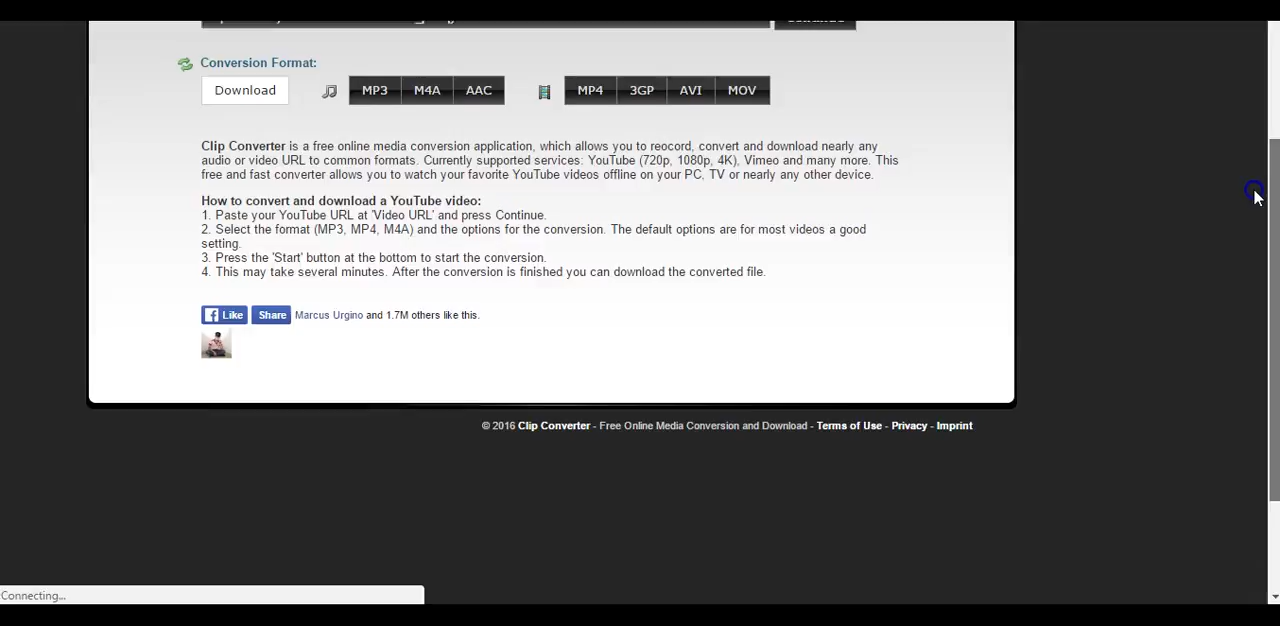 Conversion Format:
Download MP3 M4A AAC MP4 3GP AVI MOV
Clip Converter is a free online media conversion application, which allows you to reocord, convert and download nearly any
audio or video URL to common formats. Currently supported services: YouTube (720p, 1080p, 4K), Vimeo and many more. This
free and fast converter allows you to watch your favorite YouTube videos offline on your PC, TV or nearly any other device.
How to convert and download a YouTube video:
1. Paste your YouTube URL at 'Video URL' and press Continue.
2. Select the format (MP3, MP4, M4A) and the options for the conversion. The default options are for most videos a good
setting.
3. Press the 'Start' button at the bottom to start the conversion.
4. This may take several minutes. After the conversion is finished you can download the converted file.
Like Share Marcus Urgino and 1.7M others like this.
© 2016 Clip Converter - Free Online Media Conversion and Download - Terms of Use - Privacy - Imprint
Connecting...